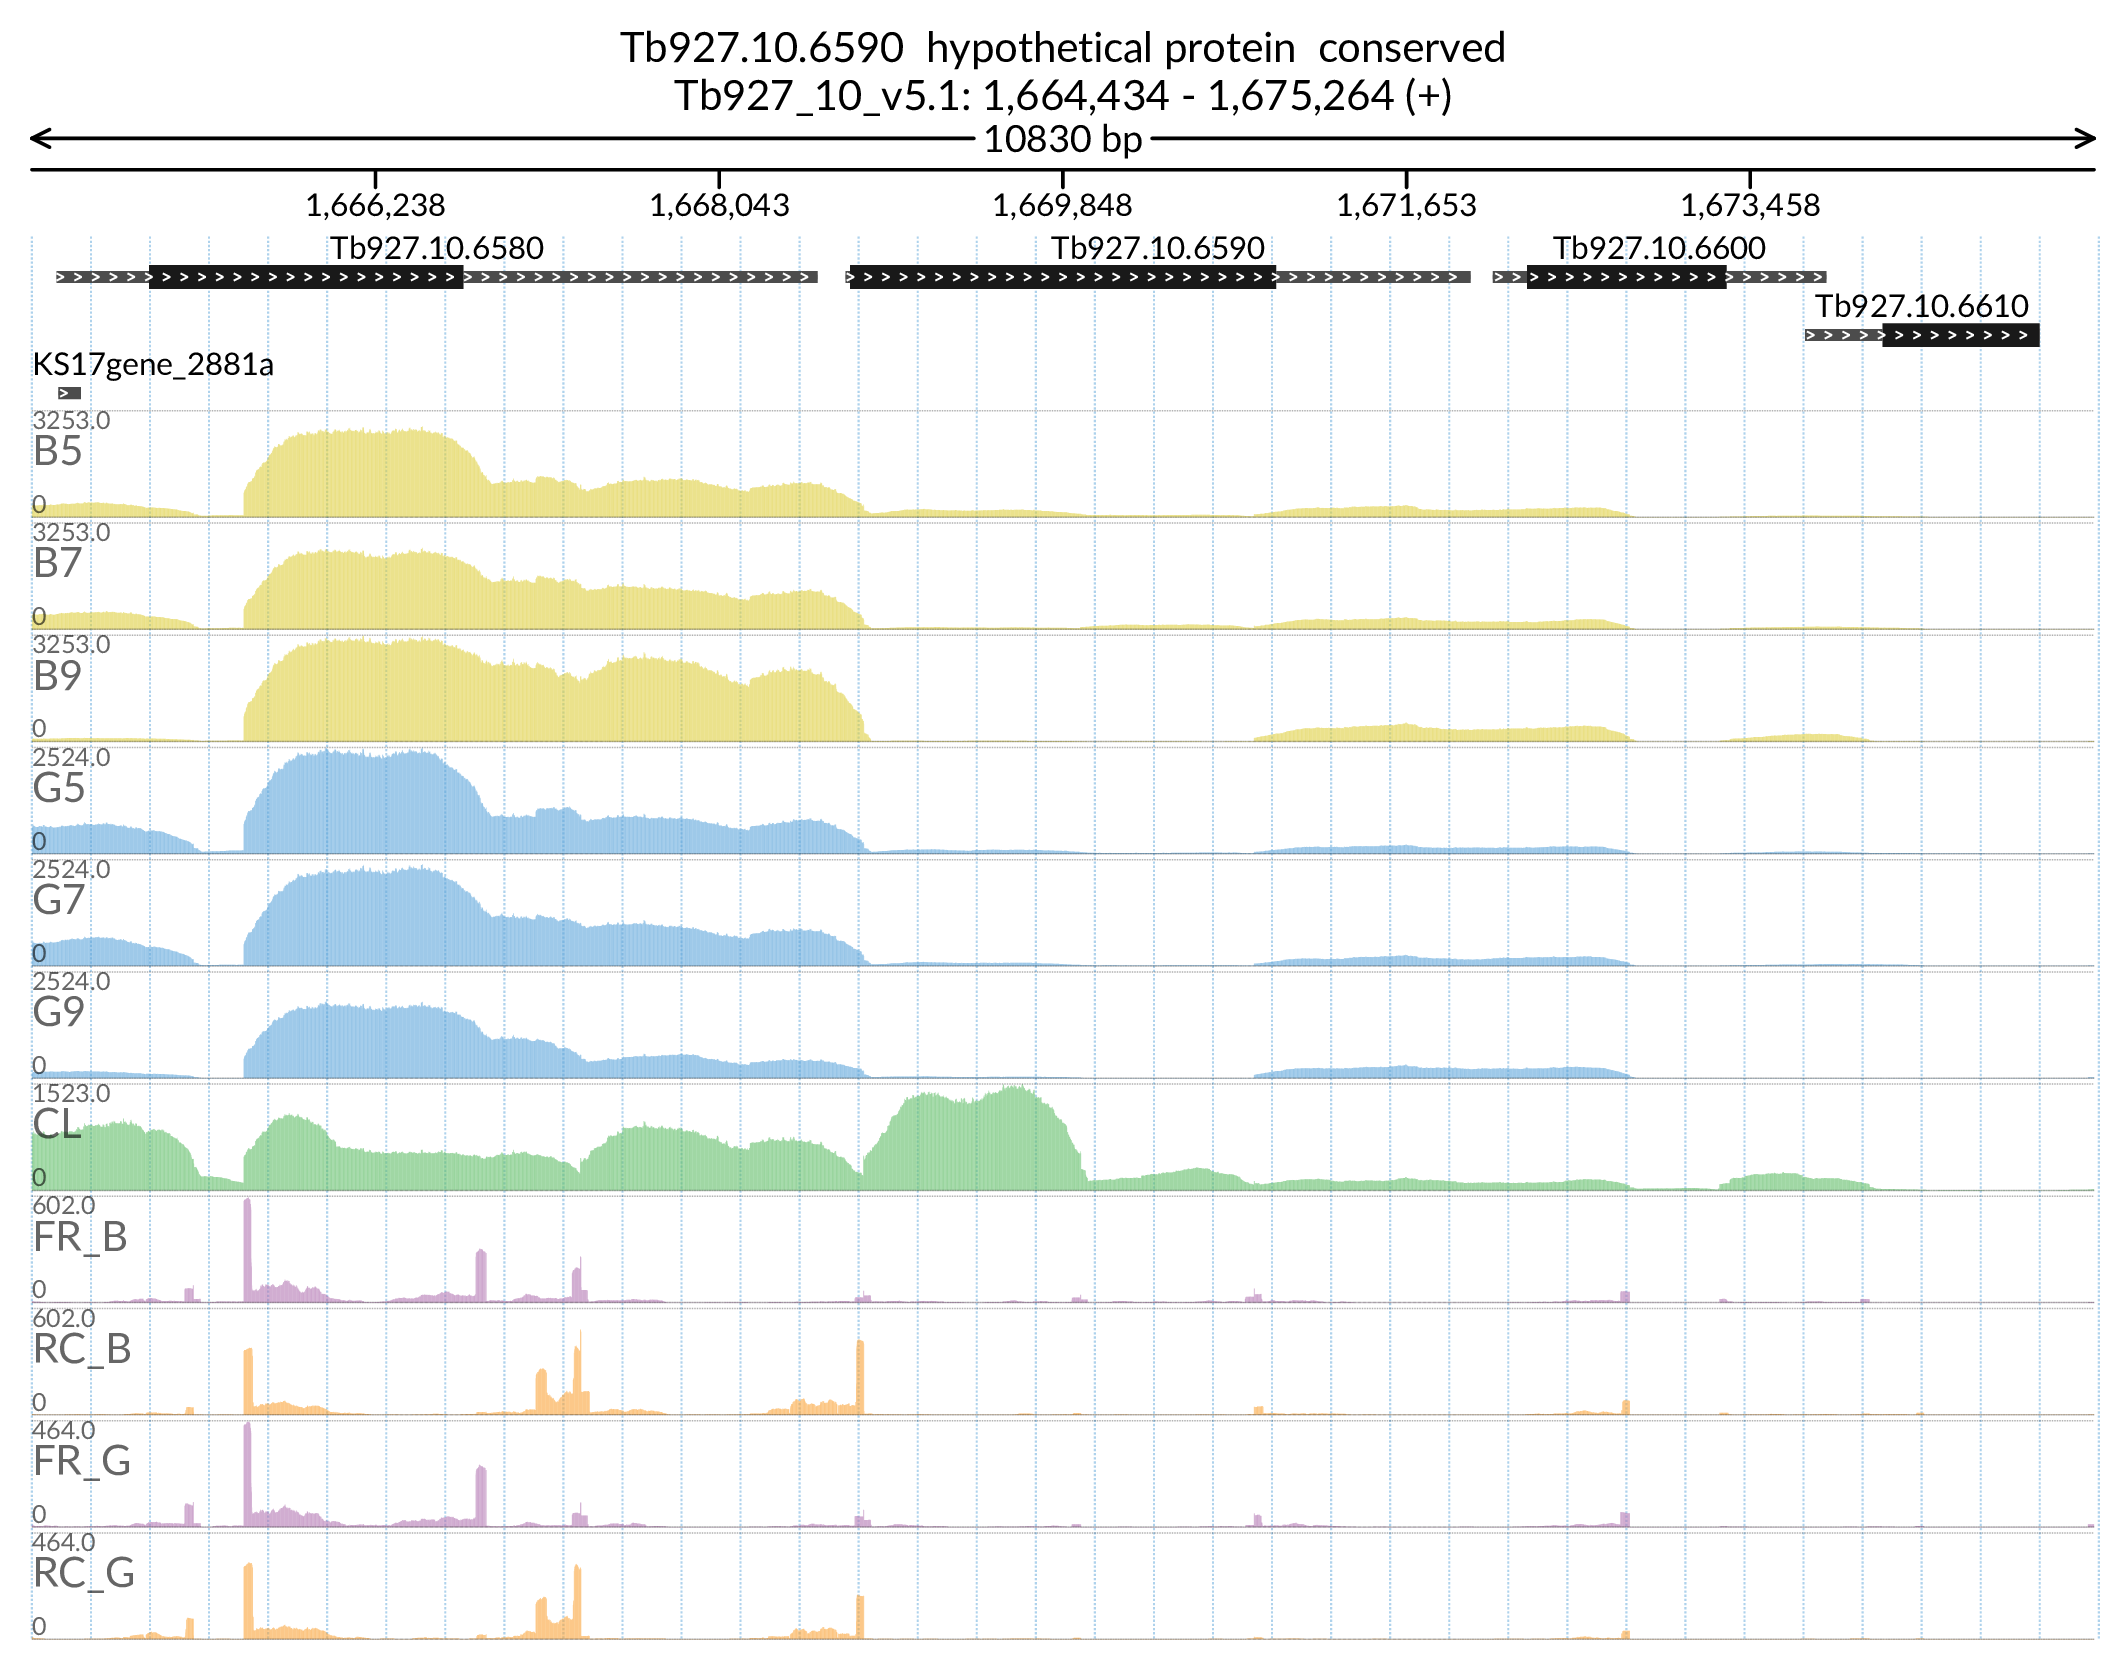 Tb927.10.6590 hypothetical protein conserved
Tb927_10_v5.1: 1,664,434 - 1,675,264 (+)
10830 bp
1,666,238 1,668,043 1,669,848 1,671,653 1,673,458
Tb927.10.6580 Tb927.10.6590 Tb927.10.6600
Tb927.10.6610
KS17gene_2881a
3253.0
B5
0
3253.0
B7
0
3253.0
B9
0
2524.0
G5
0
2524.0
G7
0
2524.0
G9
0
1523.0
CL
0
602.0
FR_B
0
602.0
RC_B
0
464.0
FR_G
0
464.0
RC_G
0